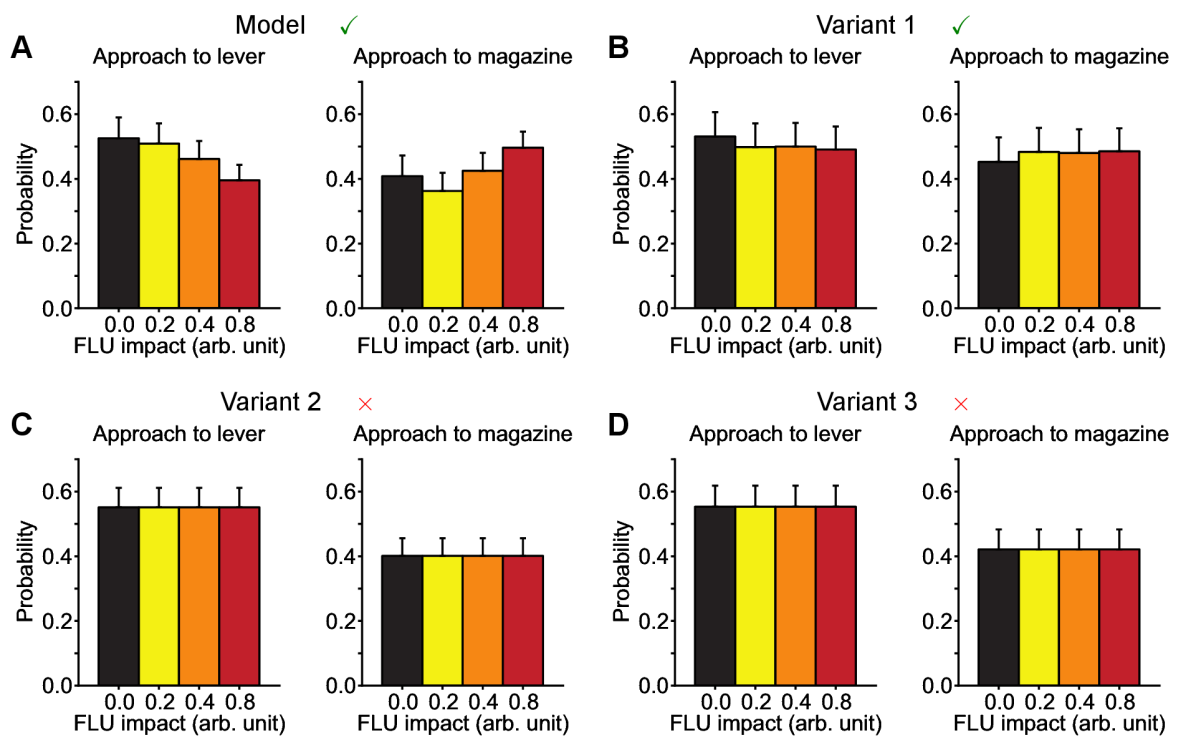 Model ✓
A
Approach to lever
Approach to magazine
Probability
0.6
0.4
0.2
0.0
0.0 0.2 0.4 0.8
FLU impact (arb. unit)
0.6
0.4
0.2
0.0
0.0 0.2 0.4 0.8
FLU impact (arb. unit)
Variant 1 ✓
B
Approach to lever
Approach to magazine
Probability
0.6
0.4
0.2
0.0
0.0 0.2 0.4 0.8
FLU impact (arb. unit)
0.6
0.4
0.2
0.0
0.0 0.2 0.4 0.8
FLU impact (arb. unit)
Variant 2 ×
C
Approach to lever
Approach to magazine
Probability
0.6
0.4
0.2
0.0
0.0 0.2 0.4 0.8
FLU impact (arb. unit)
0.6
0.4
0.2
0.0
0.0 0.2 0.4 0.8
FLU impact (arb. unit)
Variant 3 ×
D
Approach to lever
Approach to magazine
Probability
0.6
0.4
0.2
0.0
0.0 0.2 0.4 0.8
FLU impact (arb. unit)
0.6
0.4
0.2
0.0
0.0 0.2 0.4 0.8
FLU impact (arb. unit)